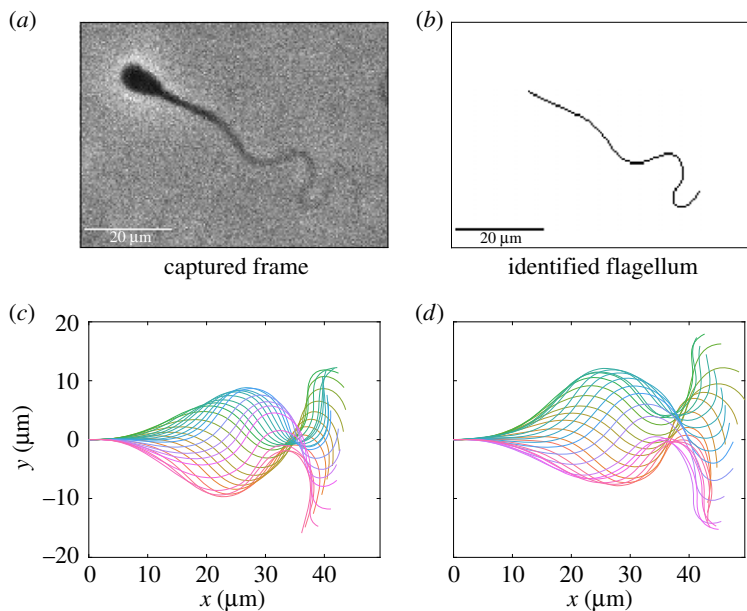 (a)
(b)
20 µm
20 µm
captured frame
identified flagellum
(c)
(d)
20
10
0
–10
–20
y (µm)
0 10 20 30 40
0 10 20 30 40
x (µm)
x (µm)